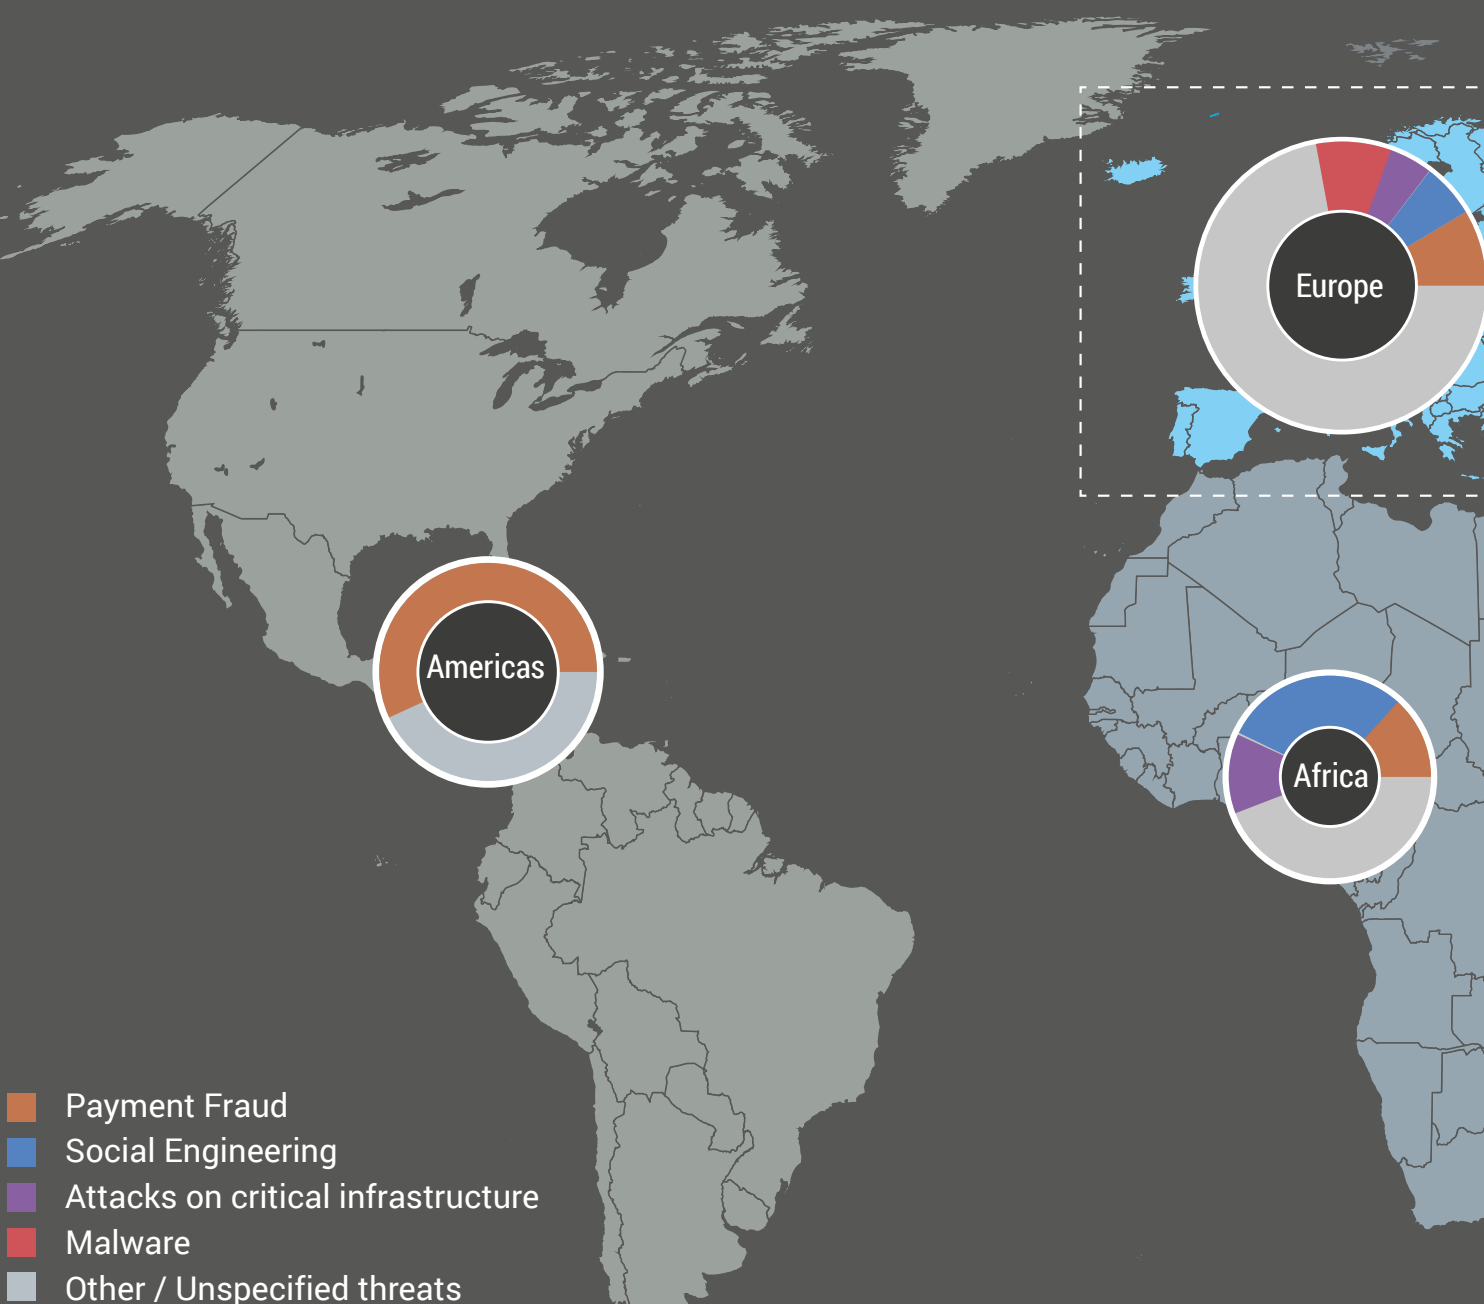 Europe
Americas
Africa
Payment Fraud
Social Engineering
Attacks on critical infrastructure
Malware
Other / Unspecified threats